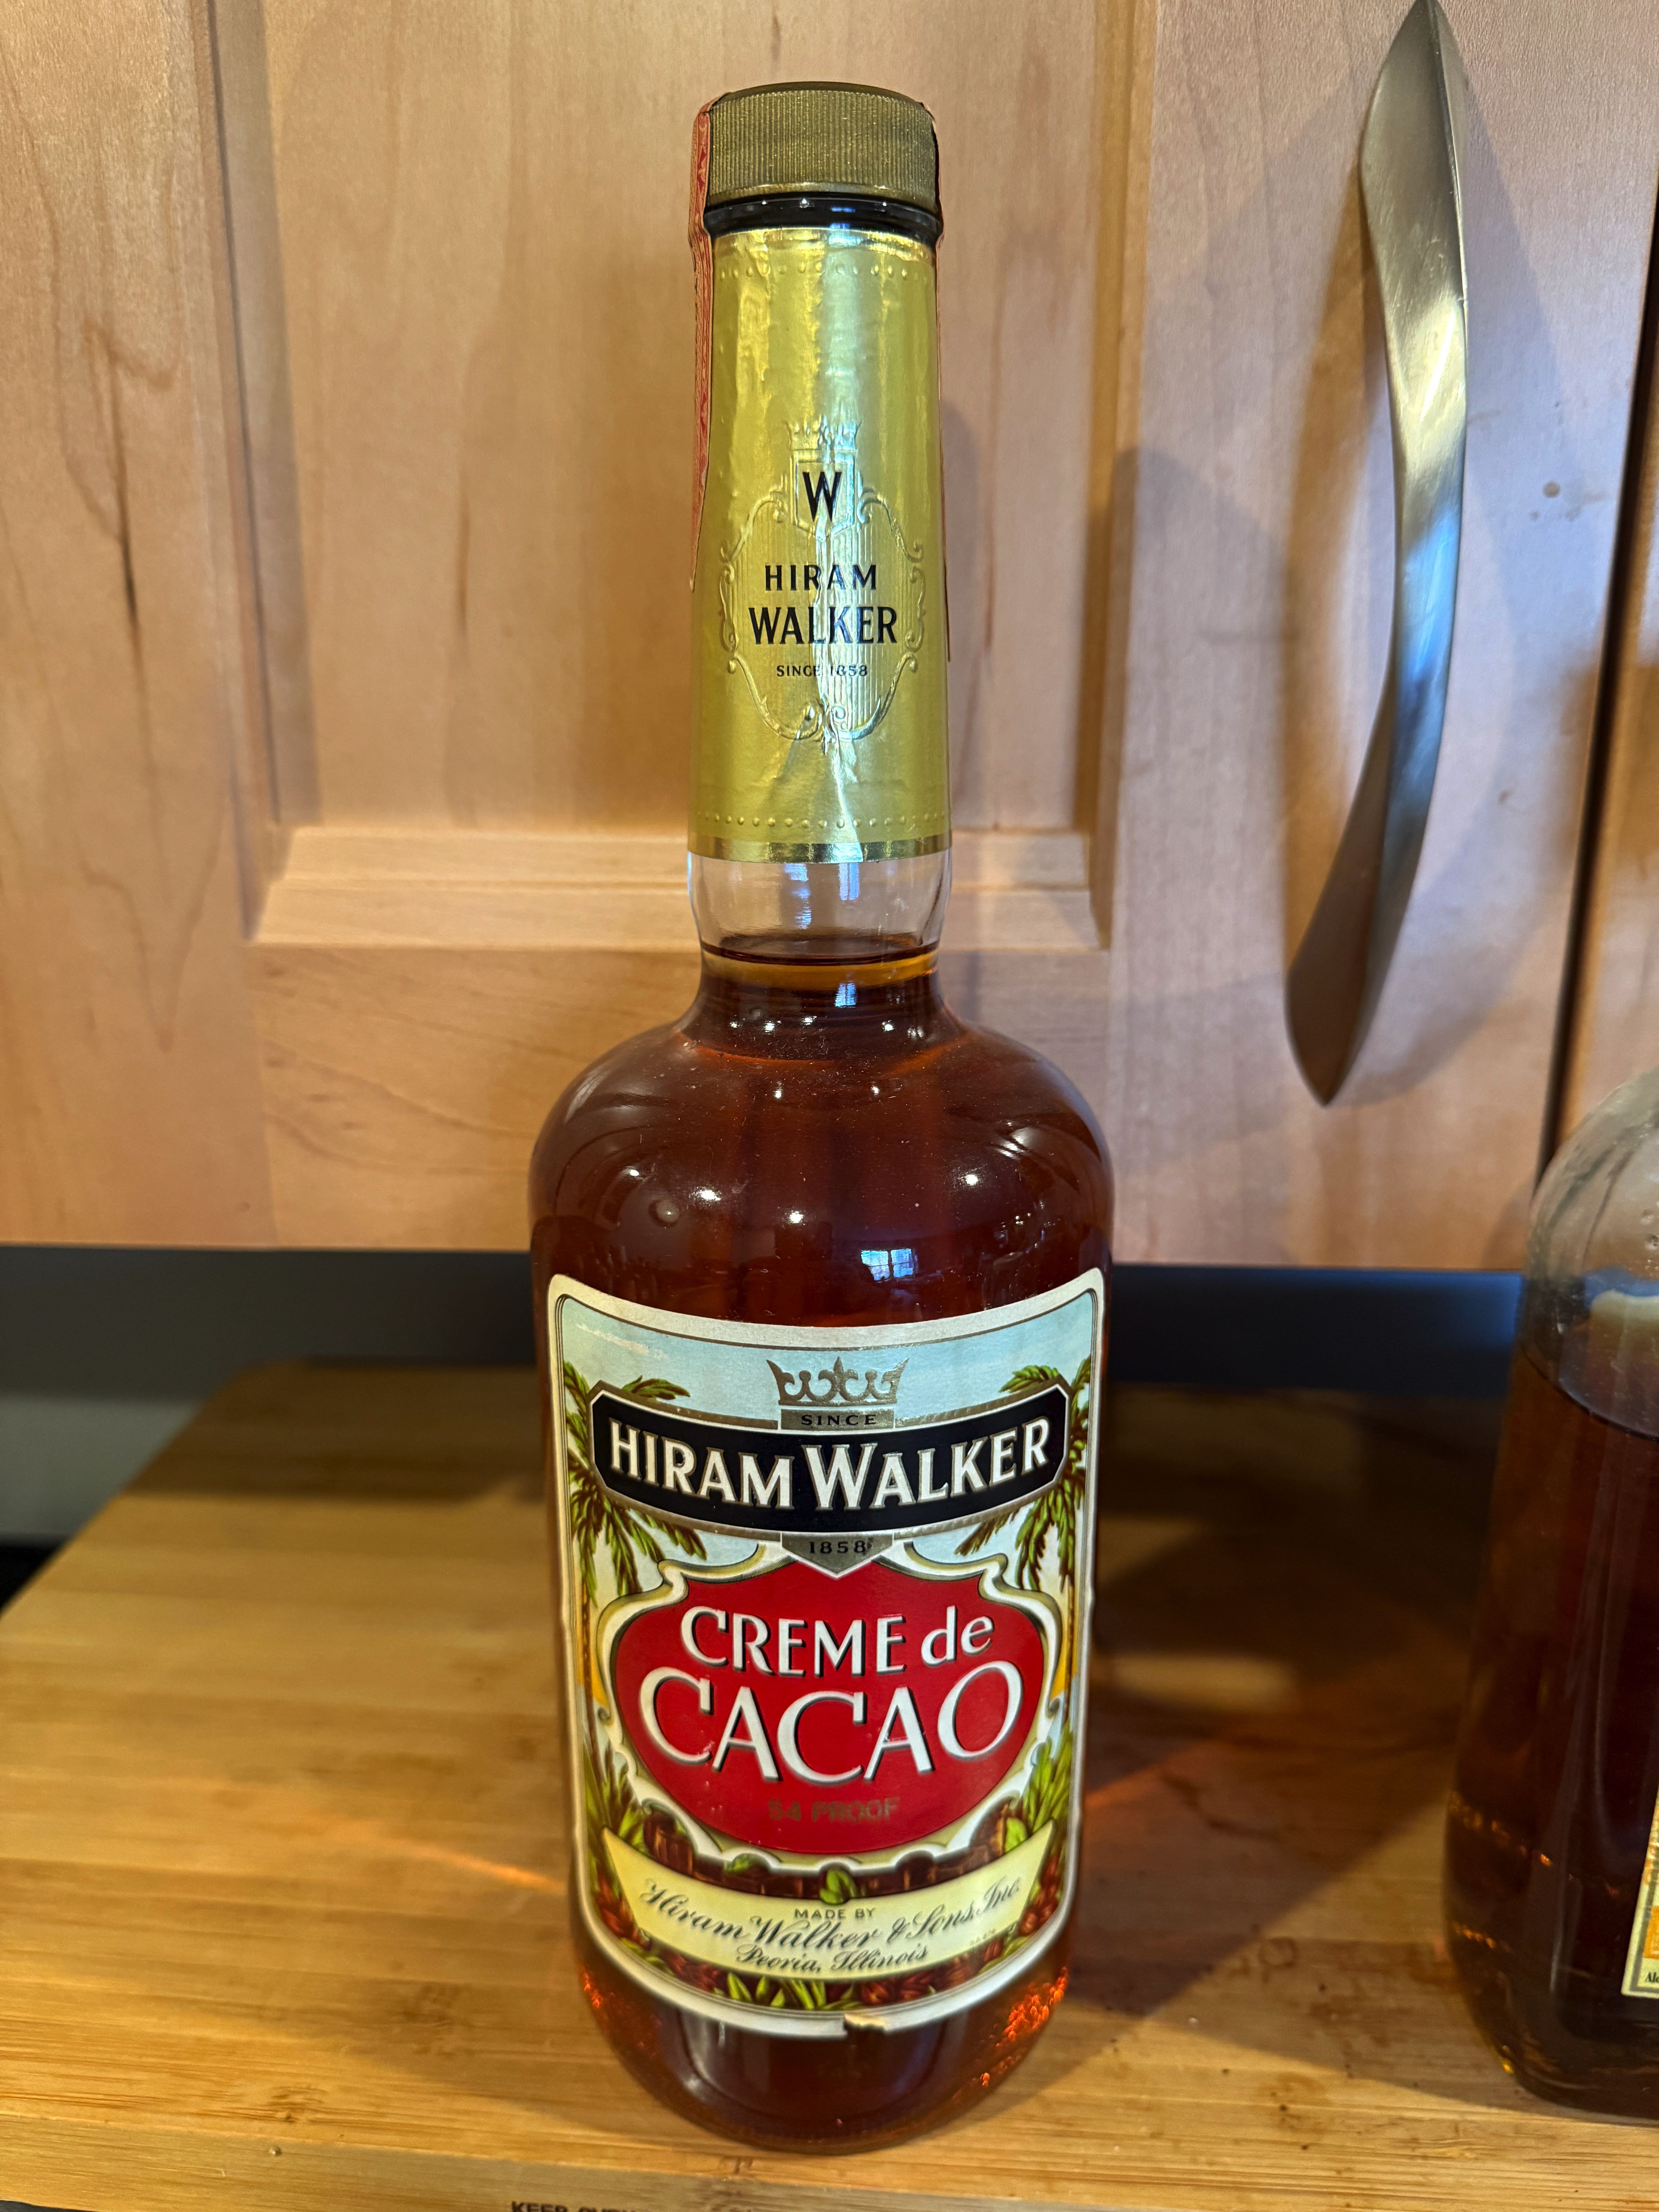 W
HIRAM
WALKER
SINCE 1858
SINCE
HIRAM WALKER
1858
CREME de
CACAO
54 PROOF
MADE BY
Hiram Walker & Sons, Inc.
Peoria, Illinois
KEEP